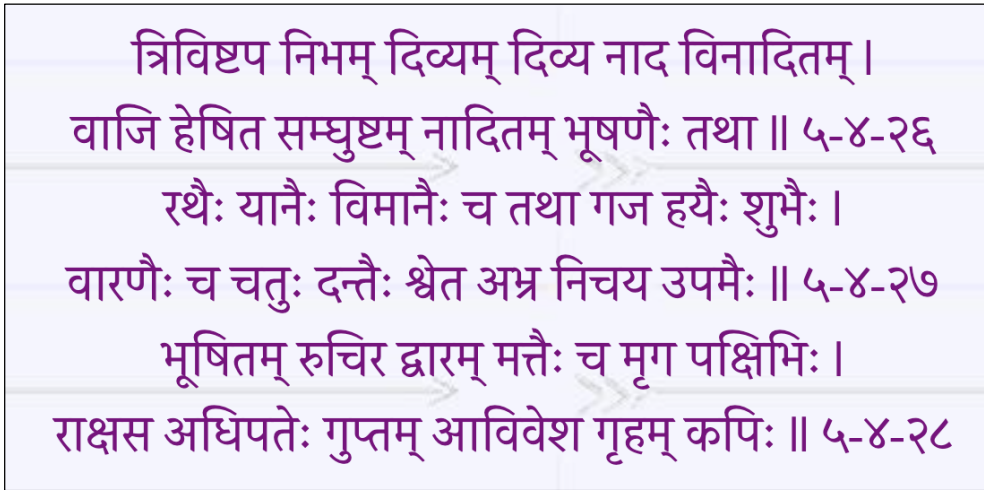 त्रिविष्टप निभम् दिव्यम् दिव्य नाद विनादितम् ।
वाजि हेषित सम्घुष्टम् नादितम् भूषणैः तथा ॥ ५-४-२६
रथैः यानैः विमानैः च तथा गज हयैः शुभैः ।
वारणैः च चतुः दन्तैः श्वेत अभ्र निचय उपमैः ॥ ५-४-२७
भूषितम् रुचिर द्वारम् मत्तैः च मृग पक्षिभिः ।
राक्षस अधिपतेः गुप्तम् आविवेश गृहम् कपिः ॥ ५-४-२८